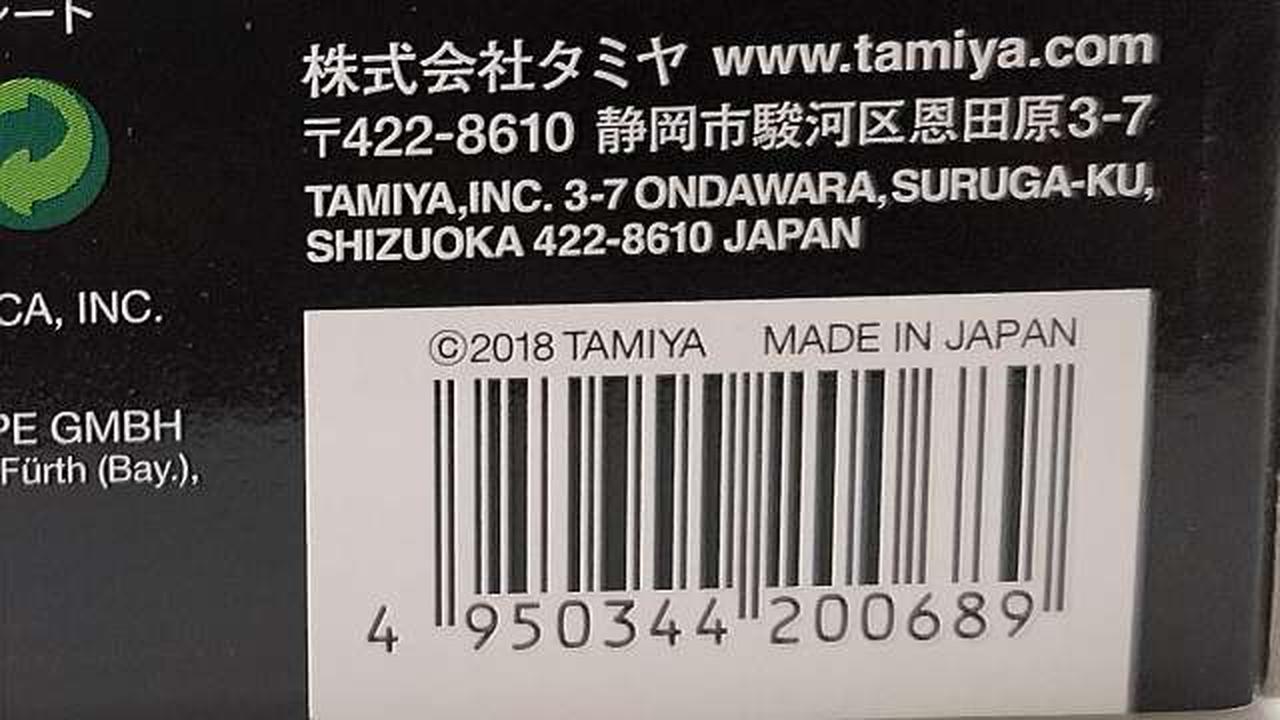 ート
株式会社タミヤ www.tamiya.com
〒422-8610 静岡市駿河区恩田原3-7
TAMIYA,INC. 3-7 ONDAWARA,SURUGA-KU,
SHIZUOKA 422-8610 JAPAN
CA, INC.
PE GMBH
Fürth (Bay.),
©2018 TAMIYA MADE IN JAPAN
4 950344 200689